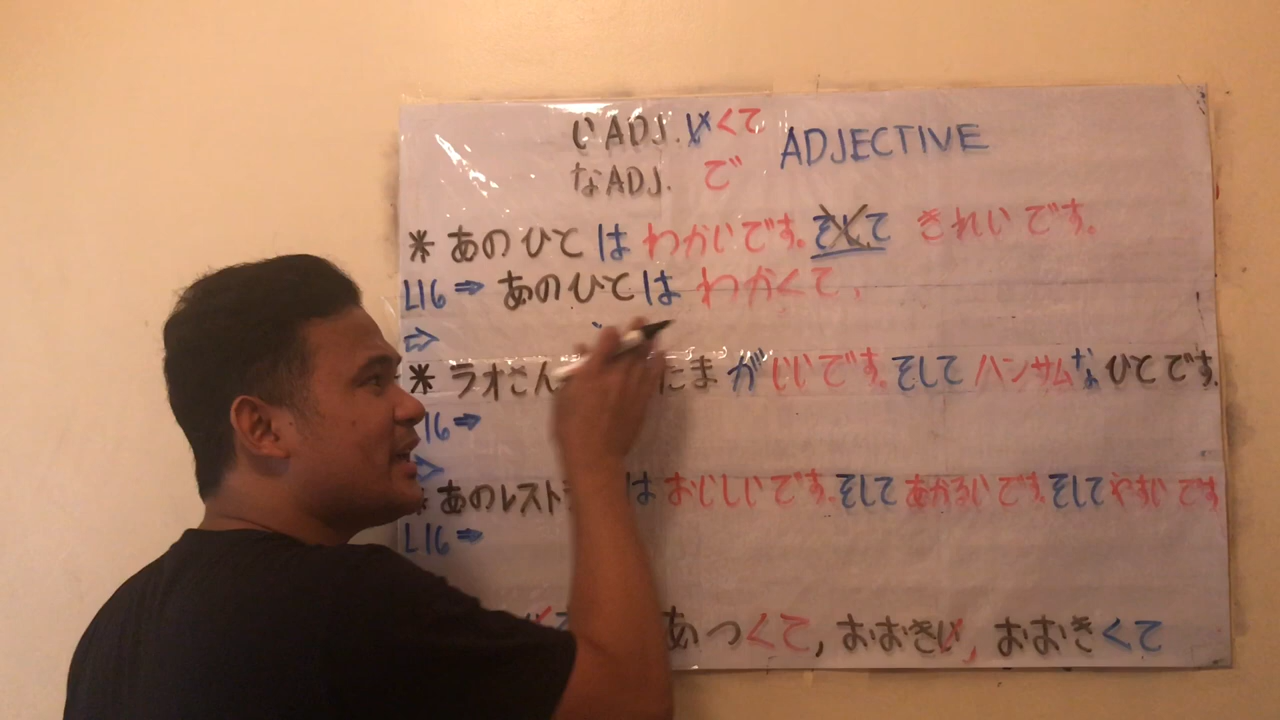 いADJ.いくて ADJECTIVE
なADJ. で
* あのひとは わかいです。そして きれいです。
L16 ⇒ あのひとは わかくて,
⇨
* ラオさん たまがいいです。そして ハンサムなひとです.
16 ⇒
* あのレスト は おいしいです。そして あかるいです。そして やすいです
L16 ⇒
あつくて, おおきい, おおきくて